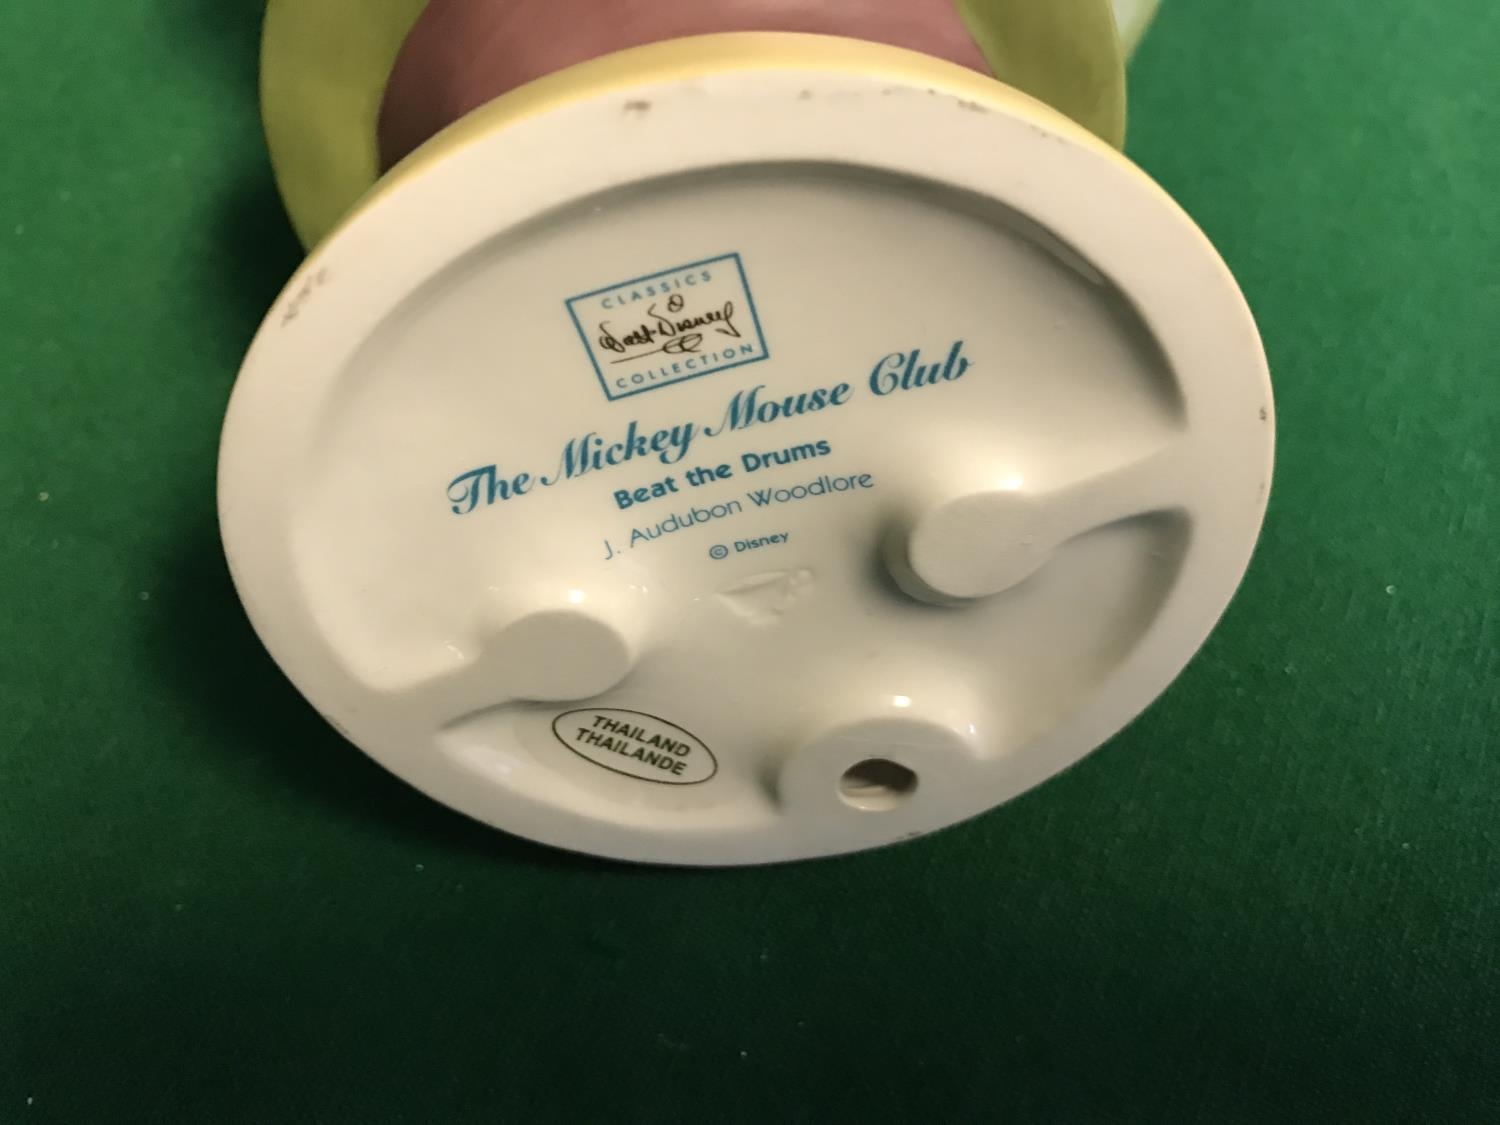 CLASSICS
Walt Disney
COLLECTION
The Mickey Mouse Club
Beat the Drums
J. Audubon Woodlore
© Disney
THAILAND
THAILANDE